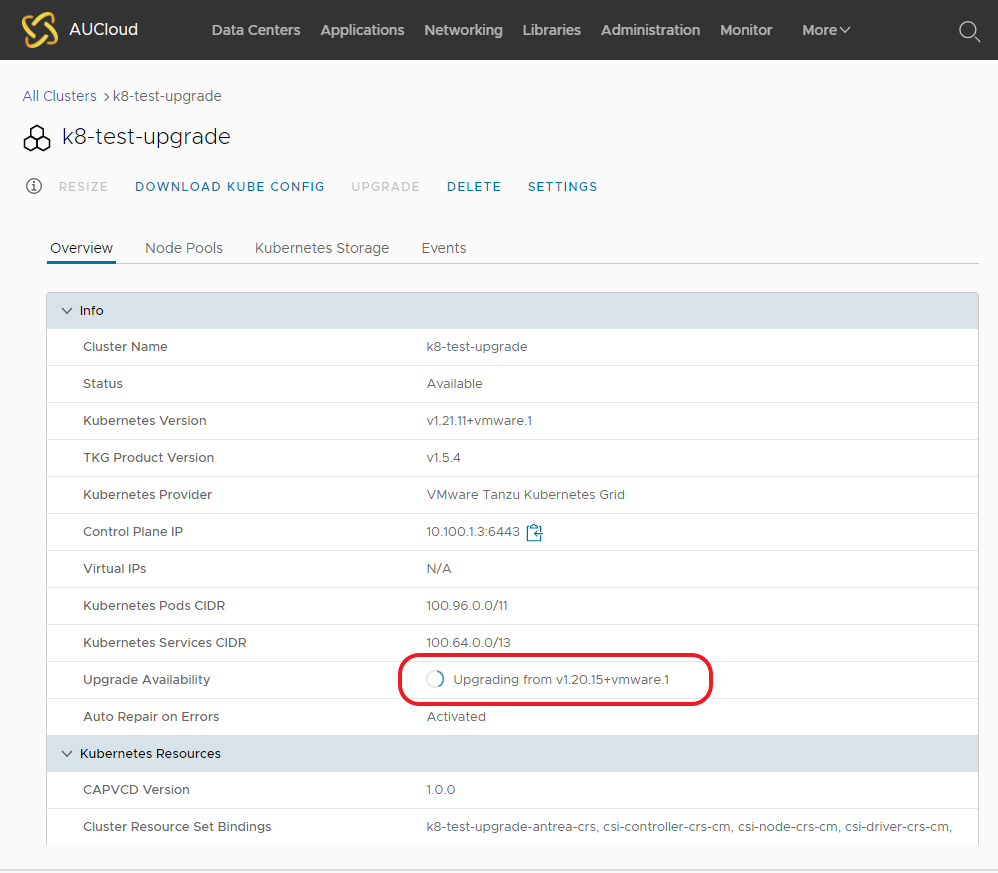 AUCloud Data Centers Applications Networking Libraries Administration Monitor More
All Clusters > k8-test-upgrade
k8-test-upgrade
RESIZE DOWNLOAD KUBE CONFIG UPGRADE DELETE SETTINGS
Overview Node Pools Kubernetes Storage Events
Info
Cluster Name k8-test-upgrade
Status Available
Kubernetes Version v1.21.11+vmware.1
TKG Product Version v1.5.4
Kubernetes Provider VMware Tanzu Kubernetes Grid
Control Plane IP 10.100.1.3:6443
Virtual IPs N/A
Kubernetes Pods CIDR 100.96.0.0/11
Kubernetes Services CIDR 100.64.0.0/13
Upgrade Availability Upgrading from v1.20.15+vmware.1
Auto Repair on Errors Activated
Kubernetes Resources
CAPVCD Version 1.0.0
Cluster Resource Set Bindings k8-test-upgrade-antrea-crs, csi-controller-crs-cm, csi-node-crs-cm, csi-driver-crs-cm,